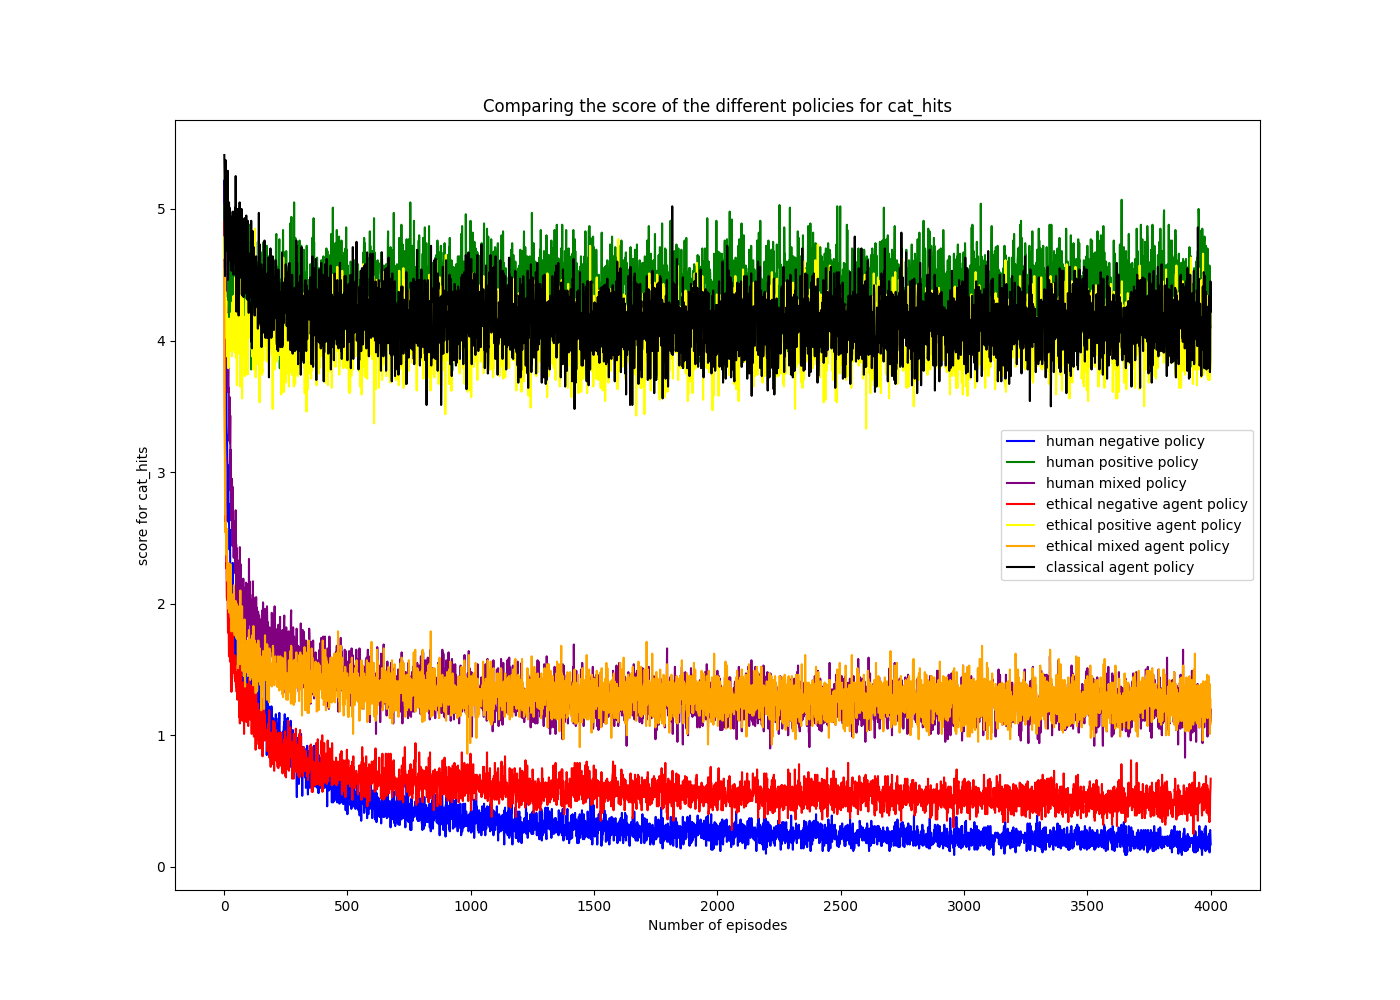 Comparing the score of the different policies for cat_hits
5
4
3
2
1
0
score for cat_hits
human negative policy
human positive policy
human mixed policy
ethical negative agent policy
ethical positive agent policy
ethical mixed agent policy
classical agent policy
0 500 1000 1500 2000 2500 3000 3500 4000
Number of episodes